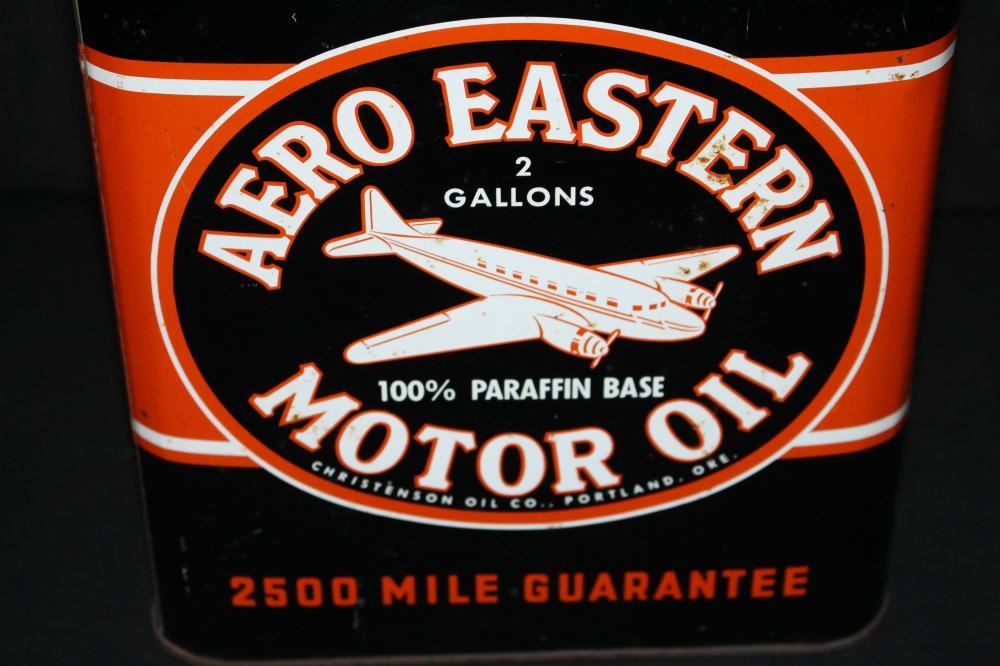 AERO EASTERN
2
GALLONS
100% PARAFFIN BASE
MOTOR OIL
CHRISTENSON OIL CO., PORTLAND, ORE.
2500 MILE GUARANTEE